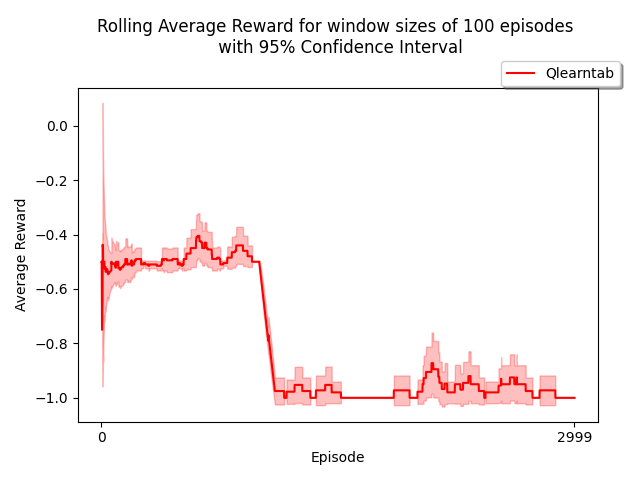 Rolling Average Reward for window sizes of 100 episodes
with 95% Confidence Interval
Qlearntab
0.0
−0.2
−0.4
−0.6
−0.8
−1.0
Average Reward
0
2999
Episode